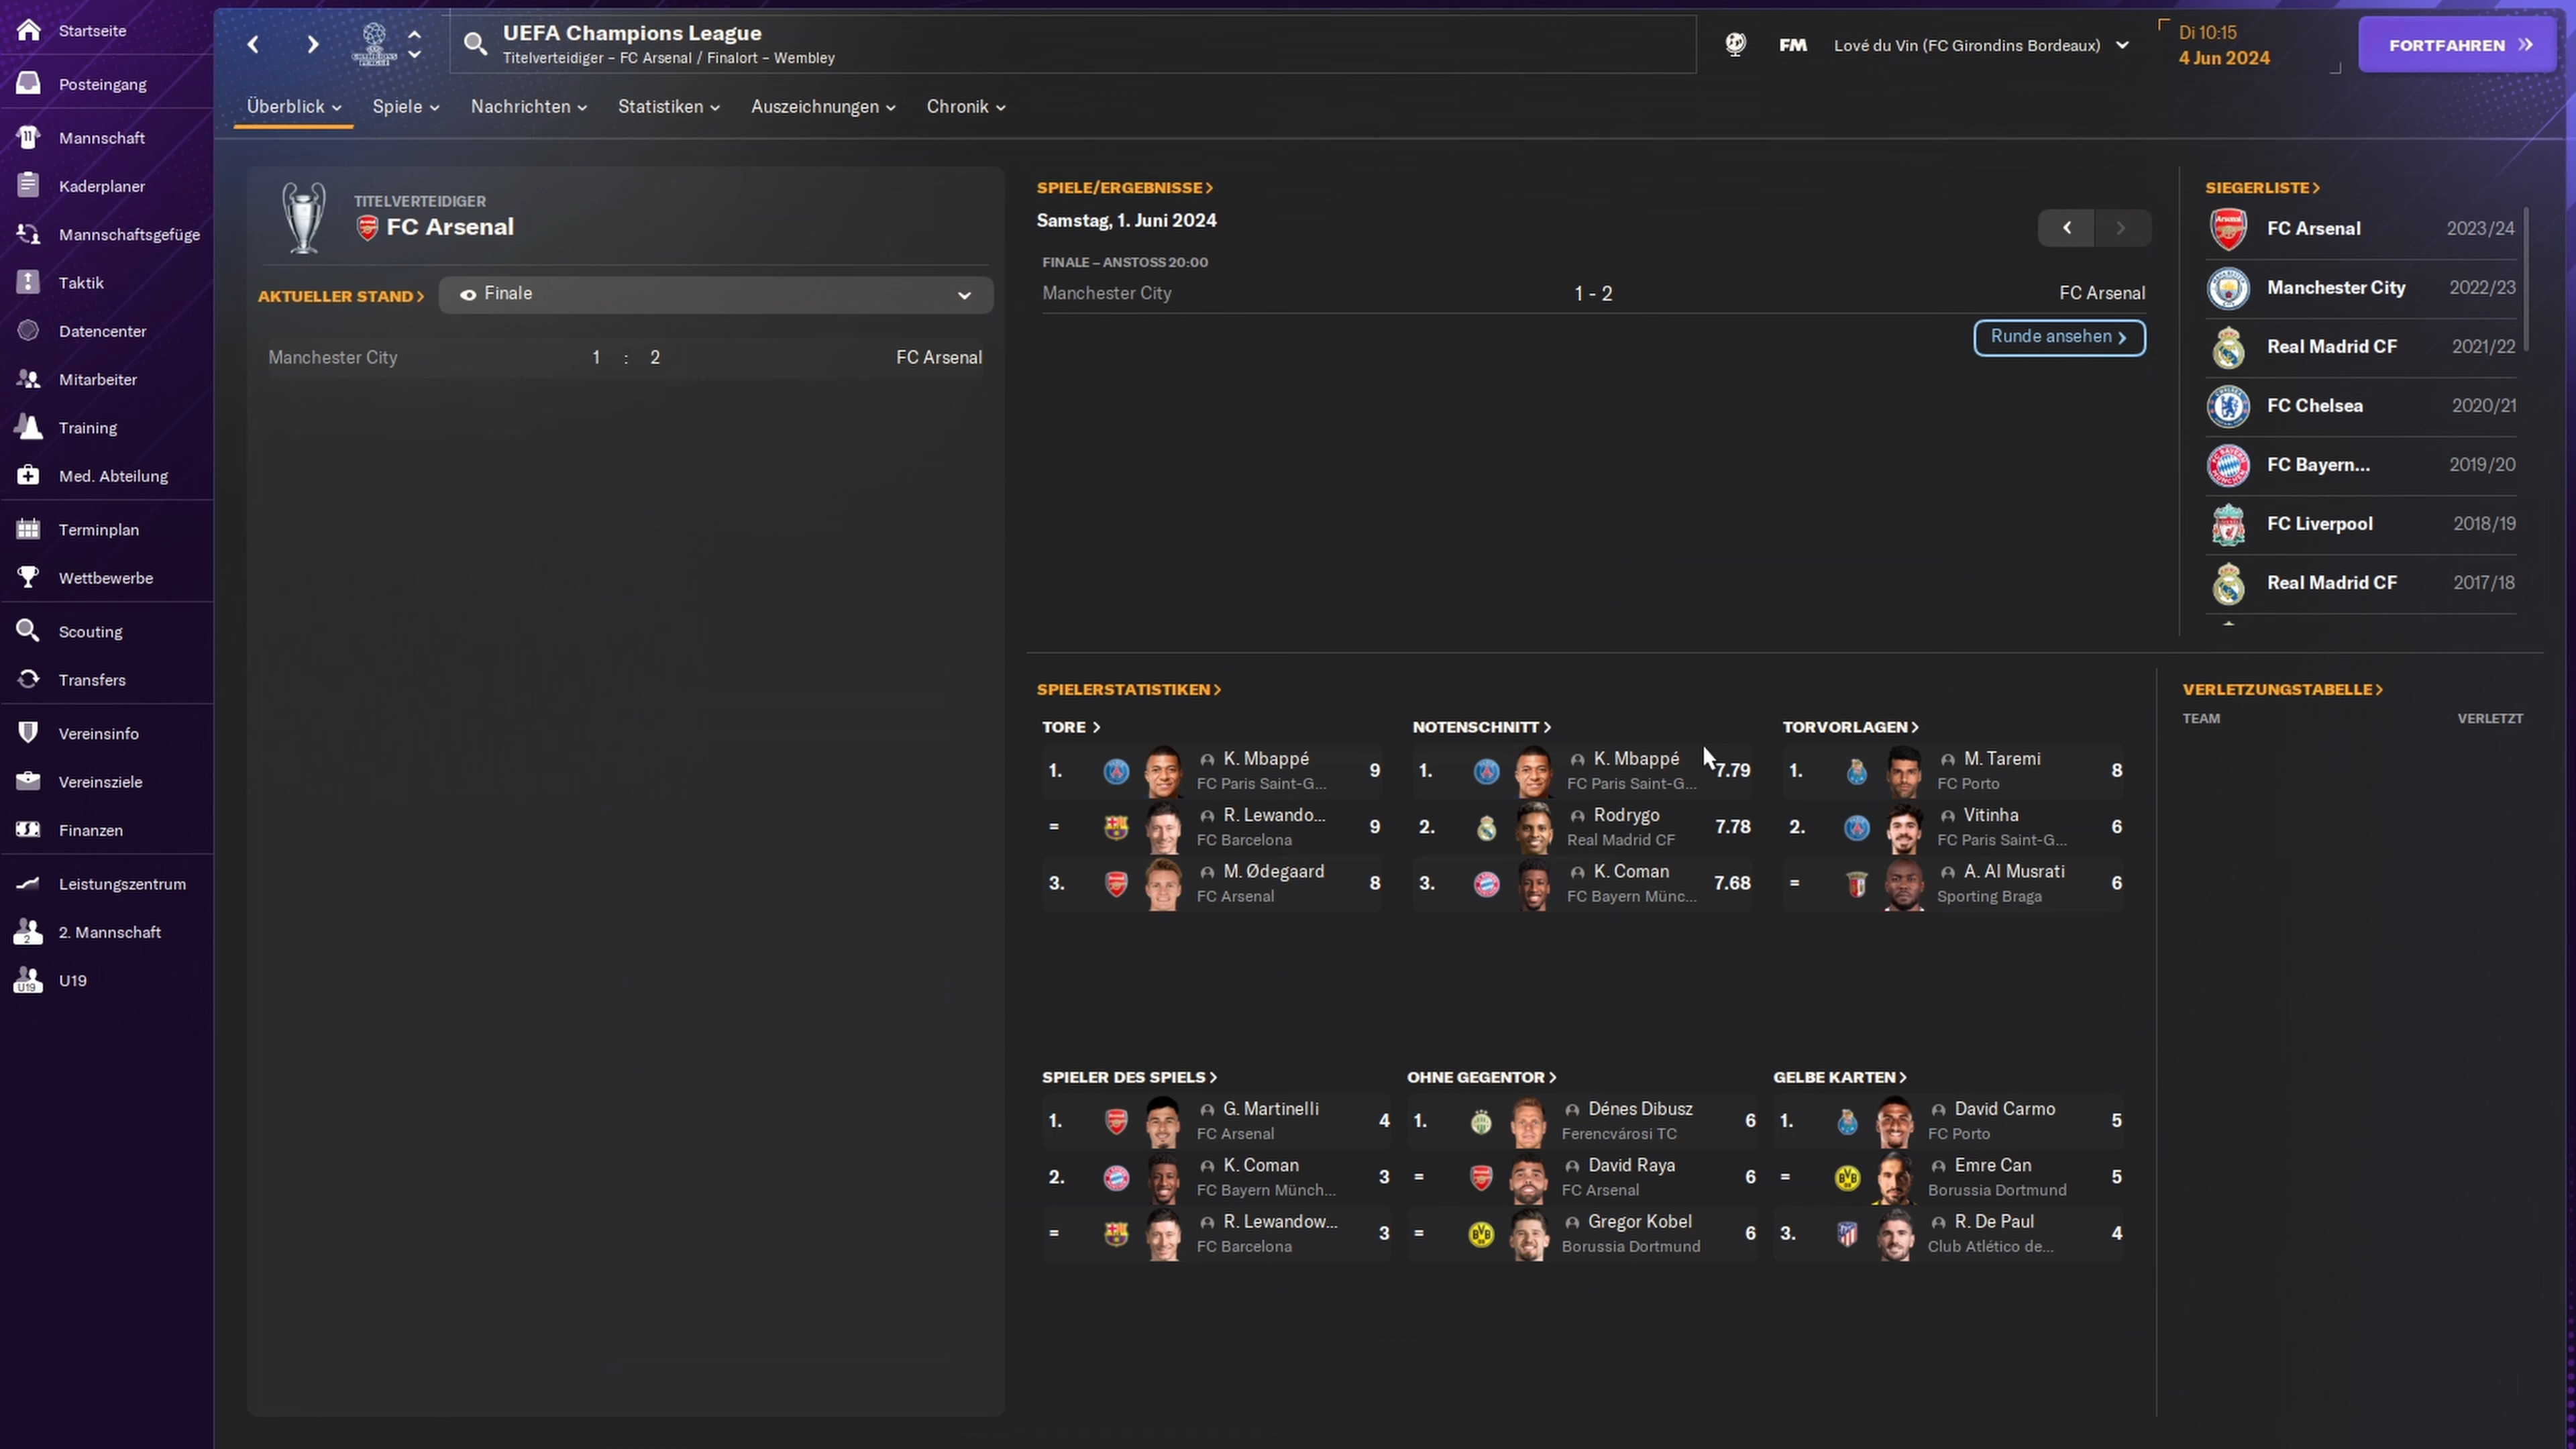 Startseite
Posteingang
Mannschaft
Kaderplaner
Mannschaftsgefüge
Taktik
Datencenter
Mitarbeiter
Training
Med. Abteilung
Terminplan
Wettbewerbe
Scouting
Transfers
Vereinsinfo
Vereinsziele
Finanzen
Leistungszentrum
2. Mannschaft
U19
UEFA Champions League
Titelverteidiger – FC Arsenal / Finalort – Wembley
FM
Lové du Vin (FC Girondins Bordeaux)
Di 10:15
4 Jun 2024
FORTFAHREN
Überblick Spiele Nachrichten Statistiken Auszeichnungen Chronik
TITELVERTEIDIGER
FC Arsenal
AKTUELLER STAND Finale
Manchester City 1 : 2 FC Arsenal
SPIELE/ERGEBNISSE
Samstag, 1. Juni 2024
FINALE – ANSTOSS 20:00
Manchester City 1 - 2 FC Arsenal
Runde ansehen
SIEGERLISTE
FC Arsenal 2023/24
Manchester City 2022/23
Real Madrid CF 2021/22
FC Chelsea 2020/21
FC Bayern... 2019/20
FC Liverpool 2018/19
Real Madrid CF 2017/18
SPIELERSTATISTIKEN
TORE
1. K. Mbappé 9
FC Paris Saint-G...
= R. Lewando... 9
FC Barcelona
3. M. Ødegaard 8
FC Arsenal
NOTENSCHNITT
1. K. Mbappé 7.79
FC Paris Saint-G...
2. Rodrygo 7.78
Real Madrid CF
3. K. Coman 7.68
FC Bayern Münc...
TORVORLAGEN
1. M. Taremi 8
FC Porto
2. Vitinha 6
FC Paris Saint-G...
= A. Al Musrati 6
Sporting Braga
SPIELER DES SPIELS
1. G. Martinelli 4
FC Arsenal
2. K. Coman 3
FC Bayern Münch...
= R. Lewandow... 3
FC Barcelona
OHNE GEGENTOR
1. Dénes Dibusz 6
Ferencvárosi TC
= David Raya 6
FC Arsenal
= Gregor Kobel 6
Borussia Dortmund
GELBE KARTEN
1. David Carmo 5
FC Porto
= Emre Can 5
Borussia Dortmund
3. R. De Paul 4
Club Atlético de...
VERLETZUNGSTABELLE
TEAM VERLETZT